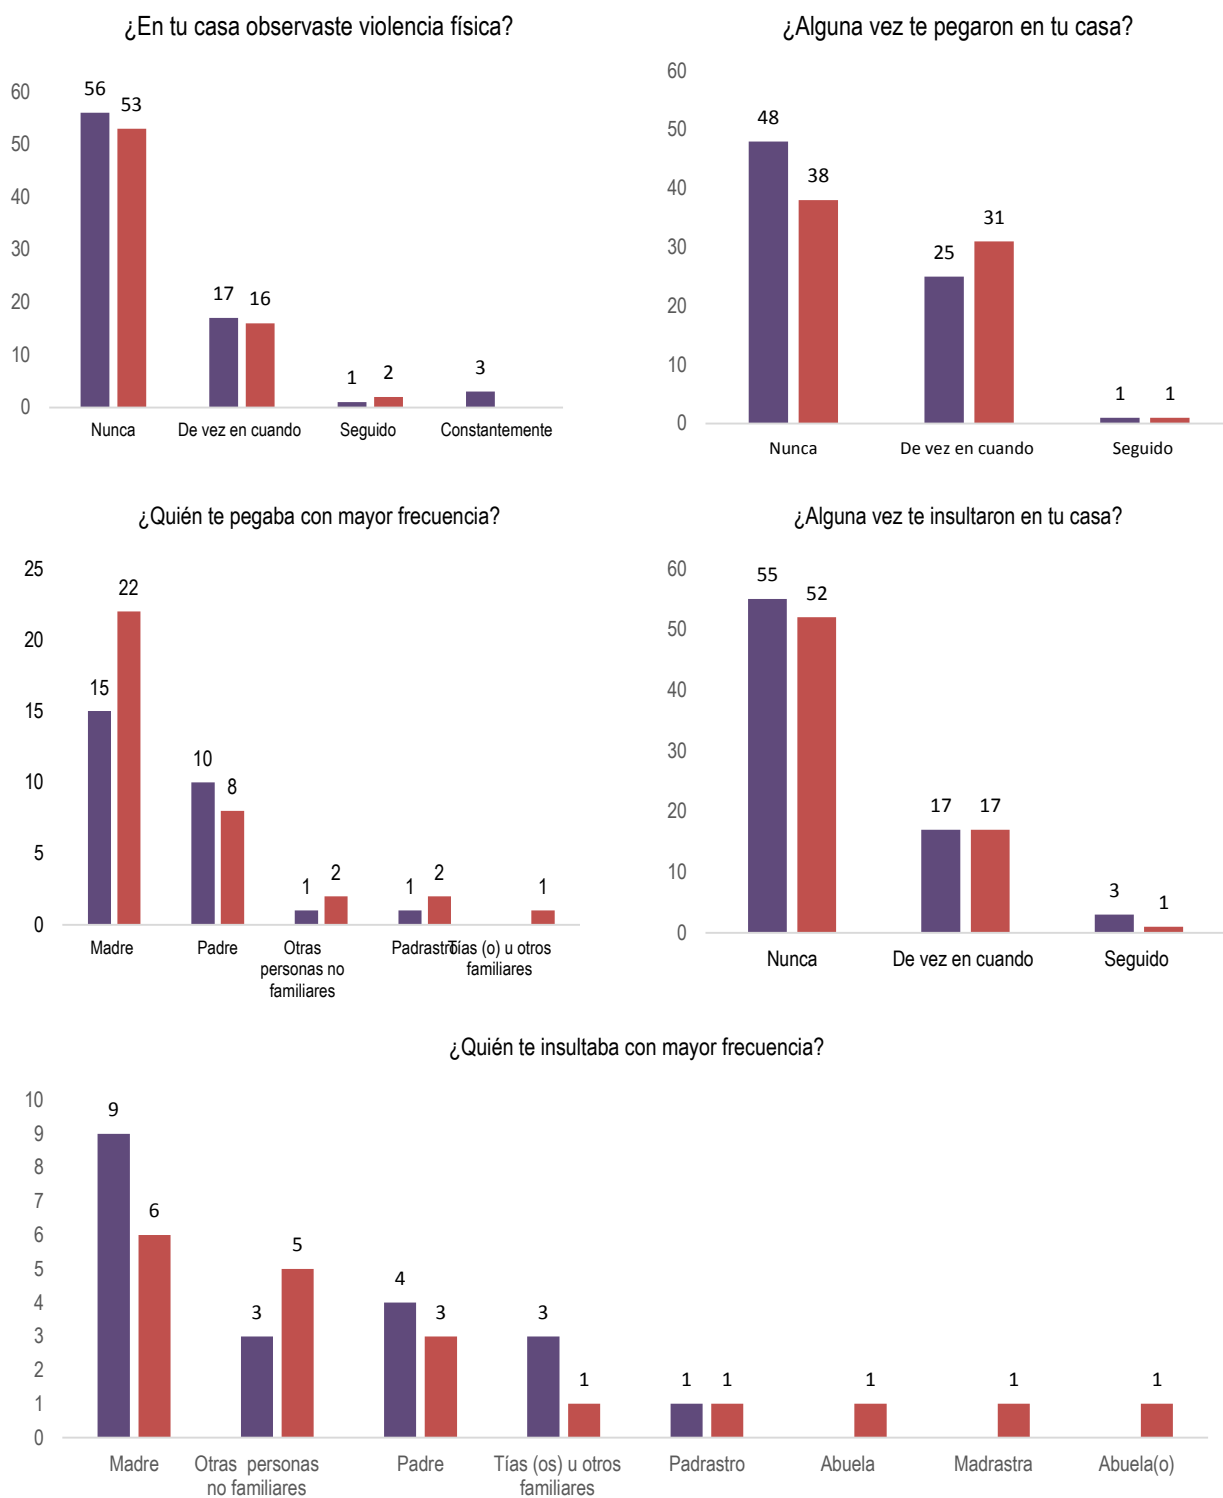 ¿En tu casa observaste violencia física?
60
50
40
30
20
10
0
56
53
17
16
1
2
3
Nunca
De vez en cuando
Seguido
Constantemente
¿Alguna vez te pegaron en tu casa?
60
50
40
30
20
10
0
48
38
25
31
1
1
Nunca
De vez en cuando
Seguido
¿Quién te pegaba con mayor frecuencia?
25
20
15
10
5
0
15
22
10
8
1
2
1
2
1
Madre
Padre
Otras
personas no
familiares
Padrastro
Tías (o) u otros
familiares
¿Alguna vez te insultaron en tu casa?
60
50
40
30
20
10
0
55
52
17
17
3
1
Nunca
De vez en cuando
Seguido
¿Quién te insultaba con mayor frecuencia?
10
9
8
7
6
5
4
3
2
1
0
9
6
3
5
4
3
3
1
1
1
1
1
1
Madre
Otras personas
no familiares
Padre
Tías (os) u otros
familiares
Padrastro
Abuela
Madrastra
Abuela(o)